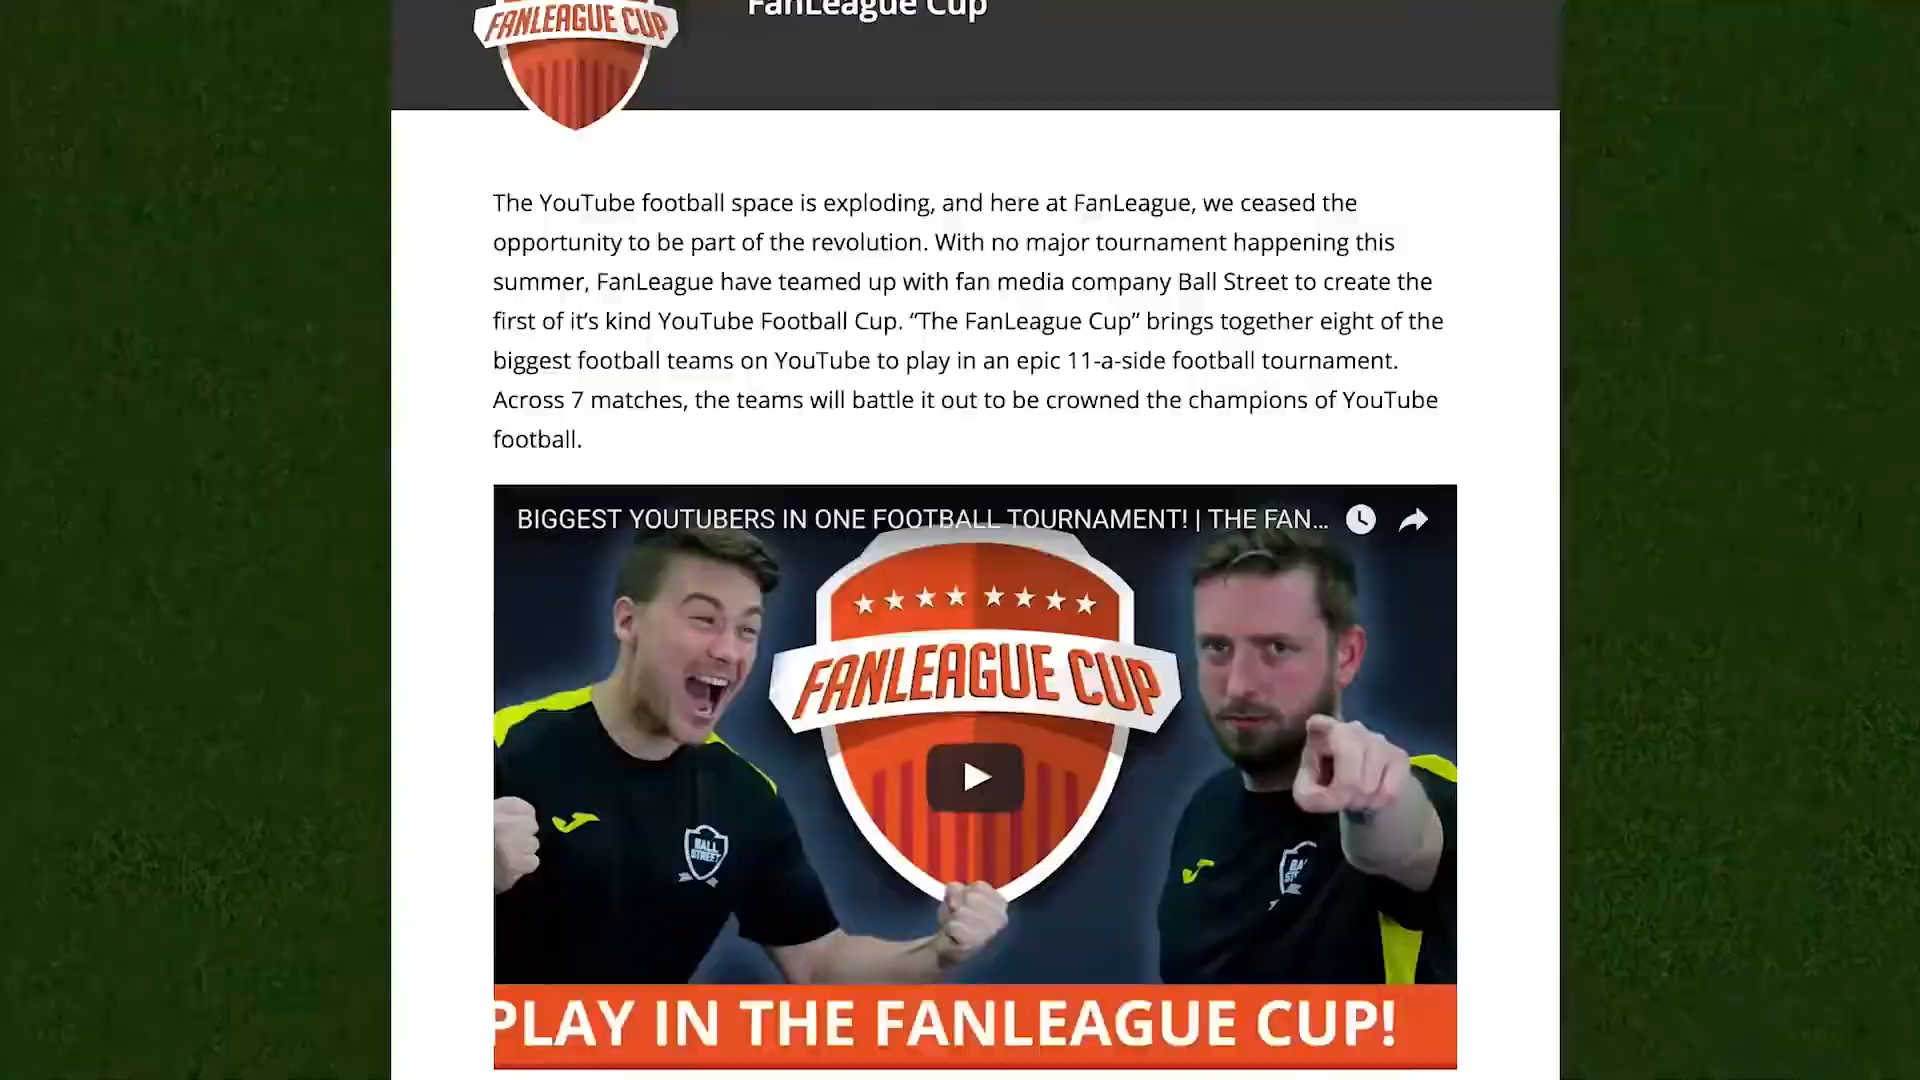 FANLEAGUE CUP
FanLeague Cup
The YouTube football space is exploding, and here at FanLeague, we ceased the
opportunity to be part of the revolution. With no major tournament happening this
summer, FanLeague have teamed up with fan media company Ball Street to create the
first of it’s kind YouTube Football Cup. “The FanLeague Cup” brings together eight of the
biggest football teams on YouTube to play in an epic 11-a-side football tournament.
Across 7 matches, the teams will battle it out to be crowned the champions of YouTube
football.
BIGGEST YOUTUBERS IN ONE FOOTBALL TOURNAMENT! | THE FAN...
FANLEAGUE CUP
BALL
STREET
BA
ST
PLAY IN THE FANLEAGUE CUP!